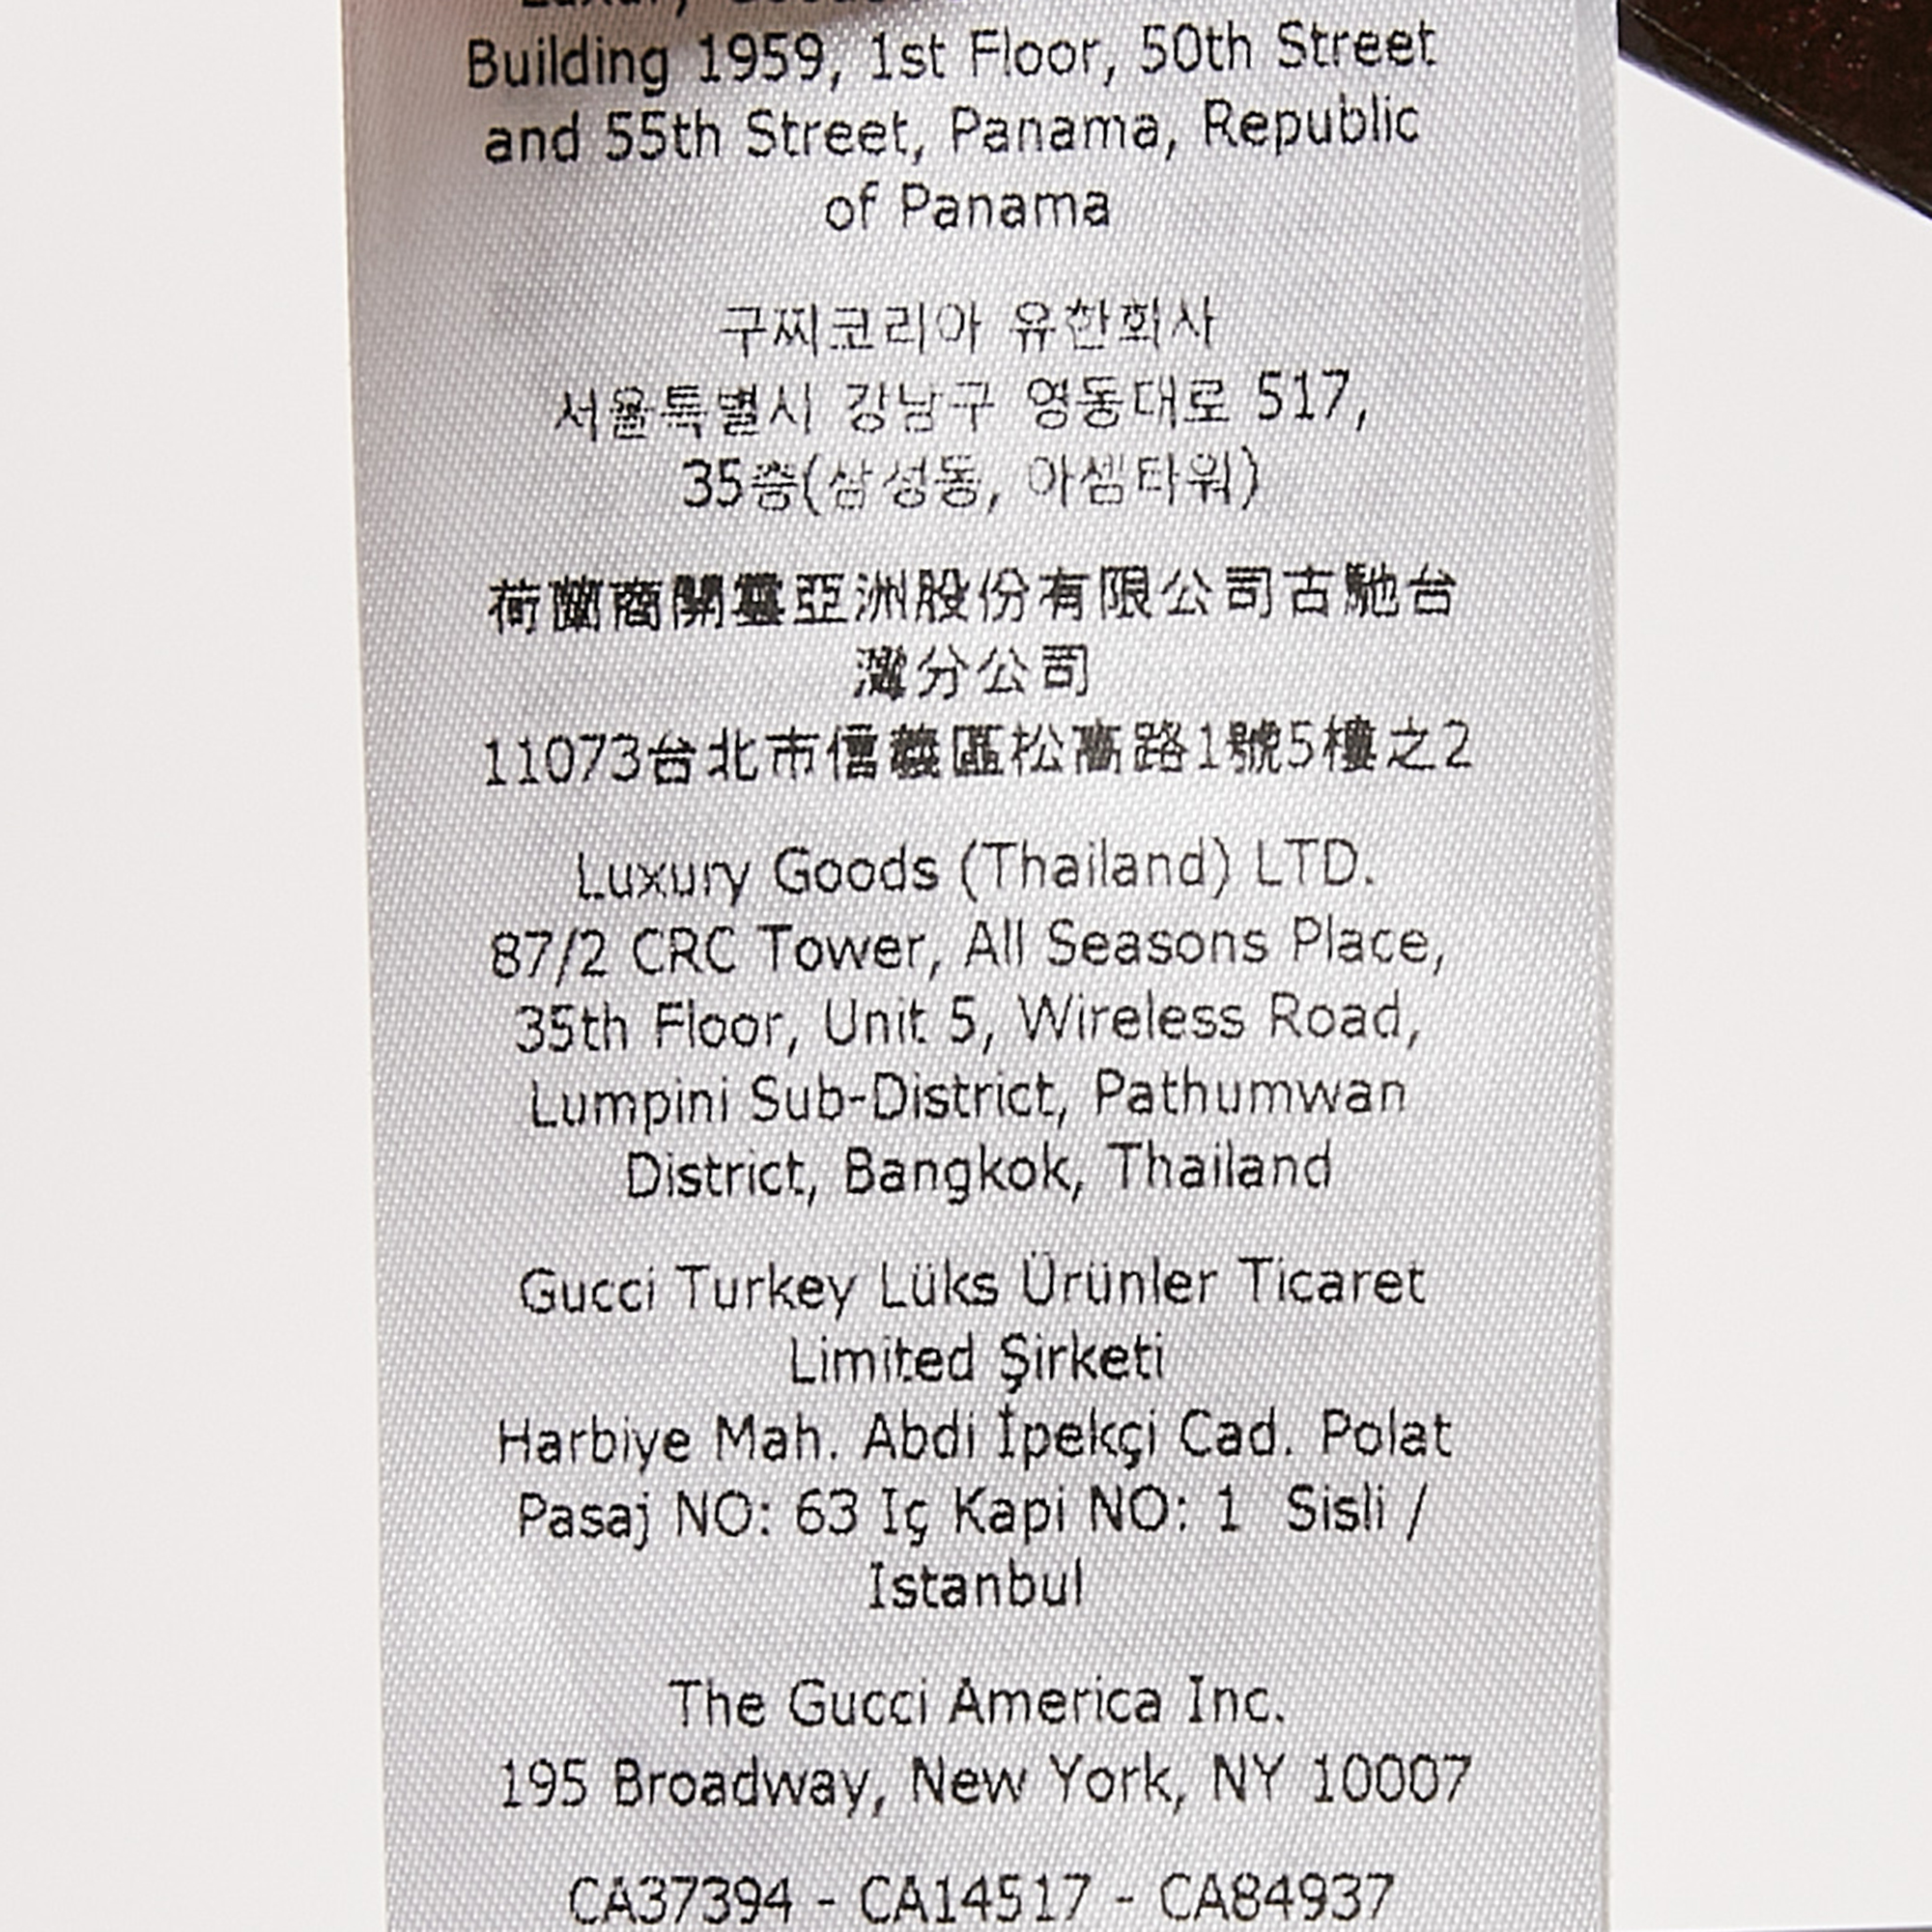 Luxury Goods
Building 1959, 1st Floor, 50th Street
and 55th Street, Panama, Republic
of Panama
구찌코리아 유한회사
서울특별시 강남구 영동대로 517,
35층(삼성동, 아셈타워)
荷蘭商開雲亞洲股份有限公司古馳台
灣分公司
11073台北市信義區松高路1號5樓之2
Luxury Goods (Thailand) LTD.
87/2 CRC Tower, All Seasons Place,
35th Floor, Unit 5, Wireless Road,
Lumpini Sub-District, Pathumwan
District, Bangkok, Thailand
Gucci Turkey Lüks Ürünler Ticaret
Limited Şirketi
Harbiye Mah. Abdi İpekçi Cad. Polat
Pasaj NO: 63 Iç Kapi NO: 1  Sisli /
Istanbul
The Gucci America Inc.
195 Broadway, New York, NY 10007
CA37394 - CA14517 - CA84937